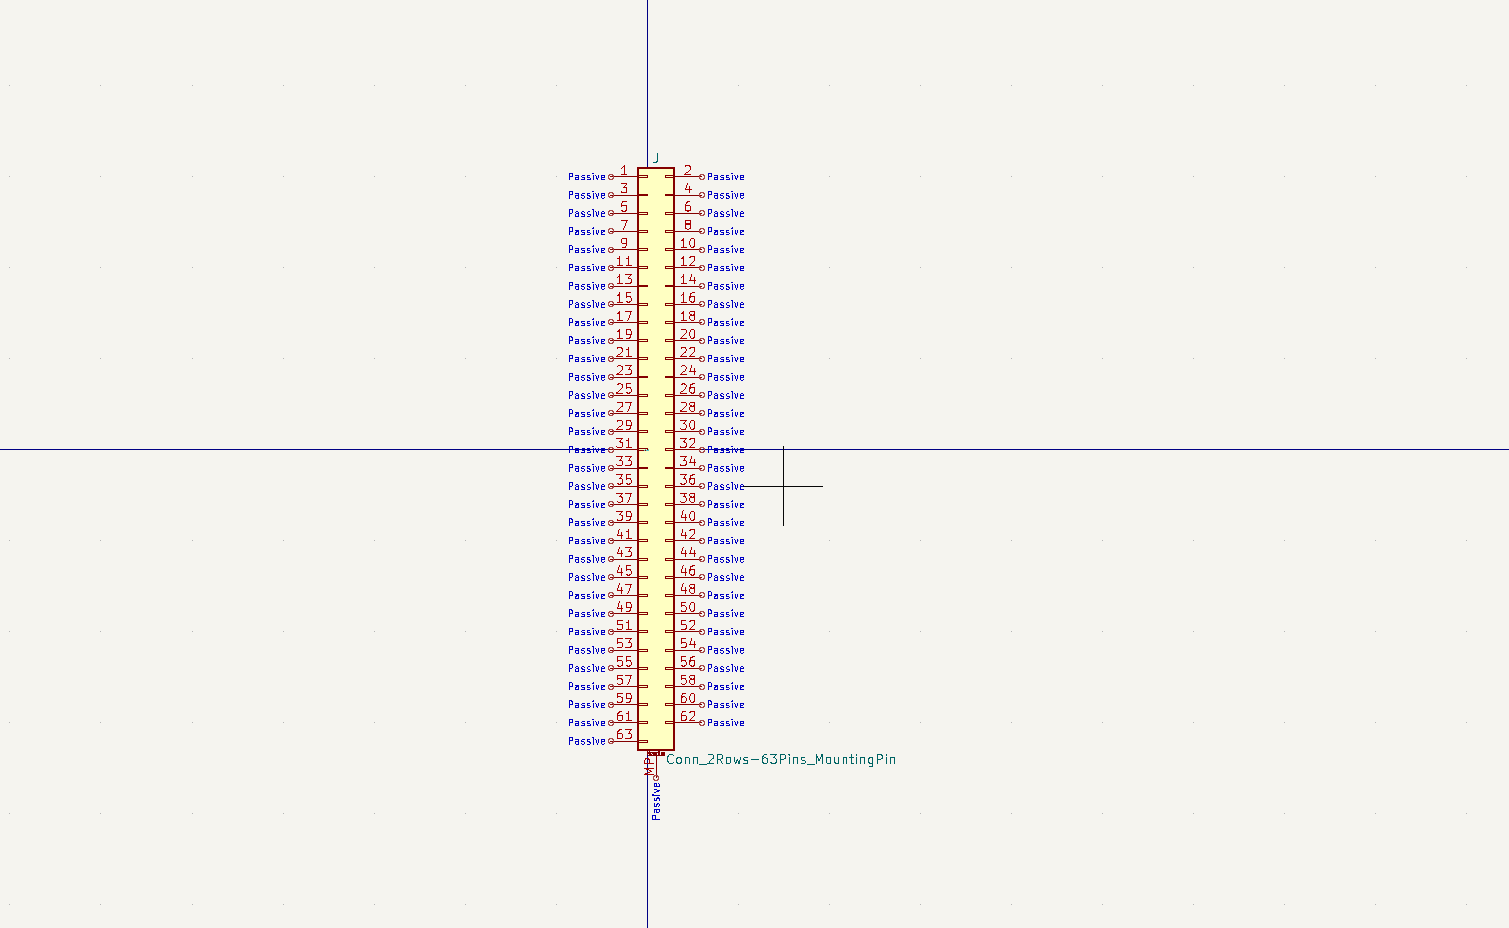 J
Passive 1 2 Passive
Passive 3 4 Passive
Passive 5 6 Passive
Passive 7 8 Passive
Passive 9 10 Passive
Passive 11 12 Passive
Passive 13 14 Passive
Passive 15 16 Passive
Passive 17 18 Passive
Passive 19 20 Passive
Passive 21 22 Passive
Passive 23 24 Passive
Passive 25 26 Passive
Passive 27 28 Passive
Passive 29 30 Passive
Passive 31 32 Passive
Passive 33 34 Passive
Passive 35 36 Passive
Passive 37 38 Passive
Passive 39 40 Passive
Passive 41 42 Passive
Passive 43 44 Passive
Passive 45 46 Passive
Passive 47 48 Passive
Passive 49 50 Passive
Passive 51 52 Passive
Passive 53 54 Passive
Passive 55 56 Passive
Passive 57 58 Passive
Passive 59 60 Passive
Passive 61 62 Passive
Passive 63
Conn_2Rows-63Pins_MountingPin
MP
Passive